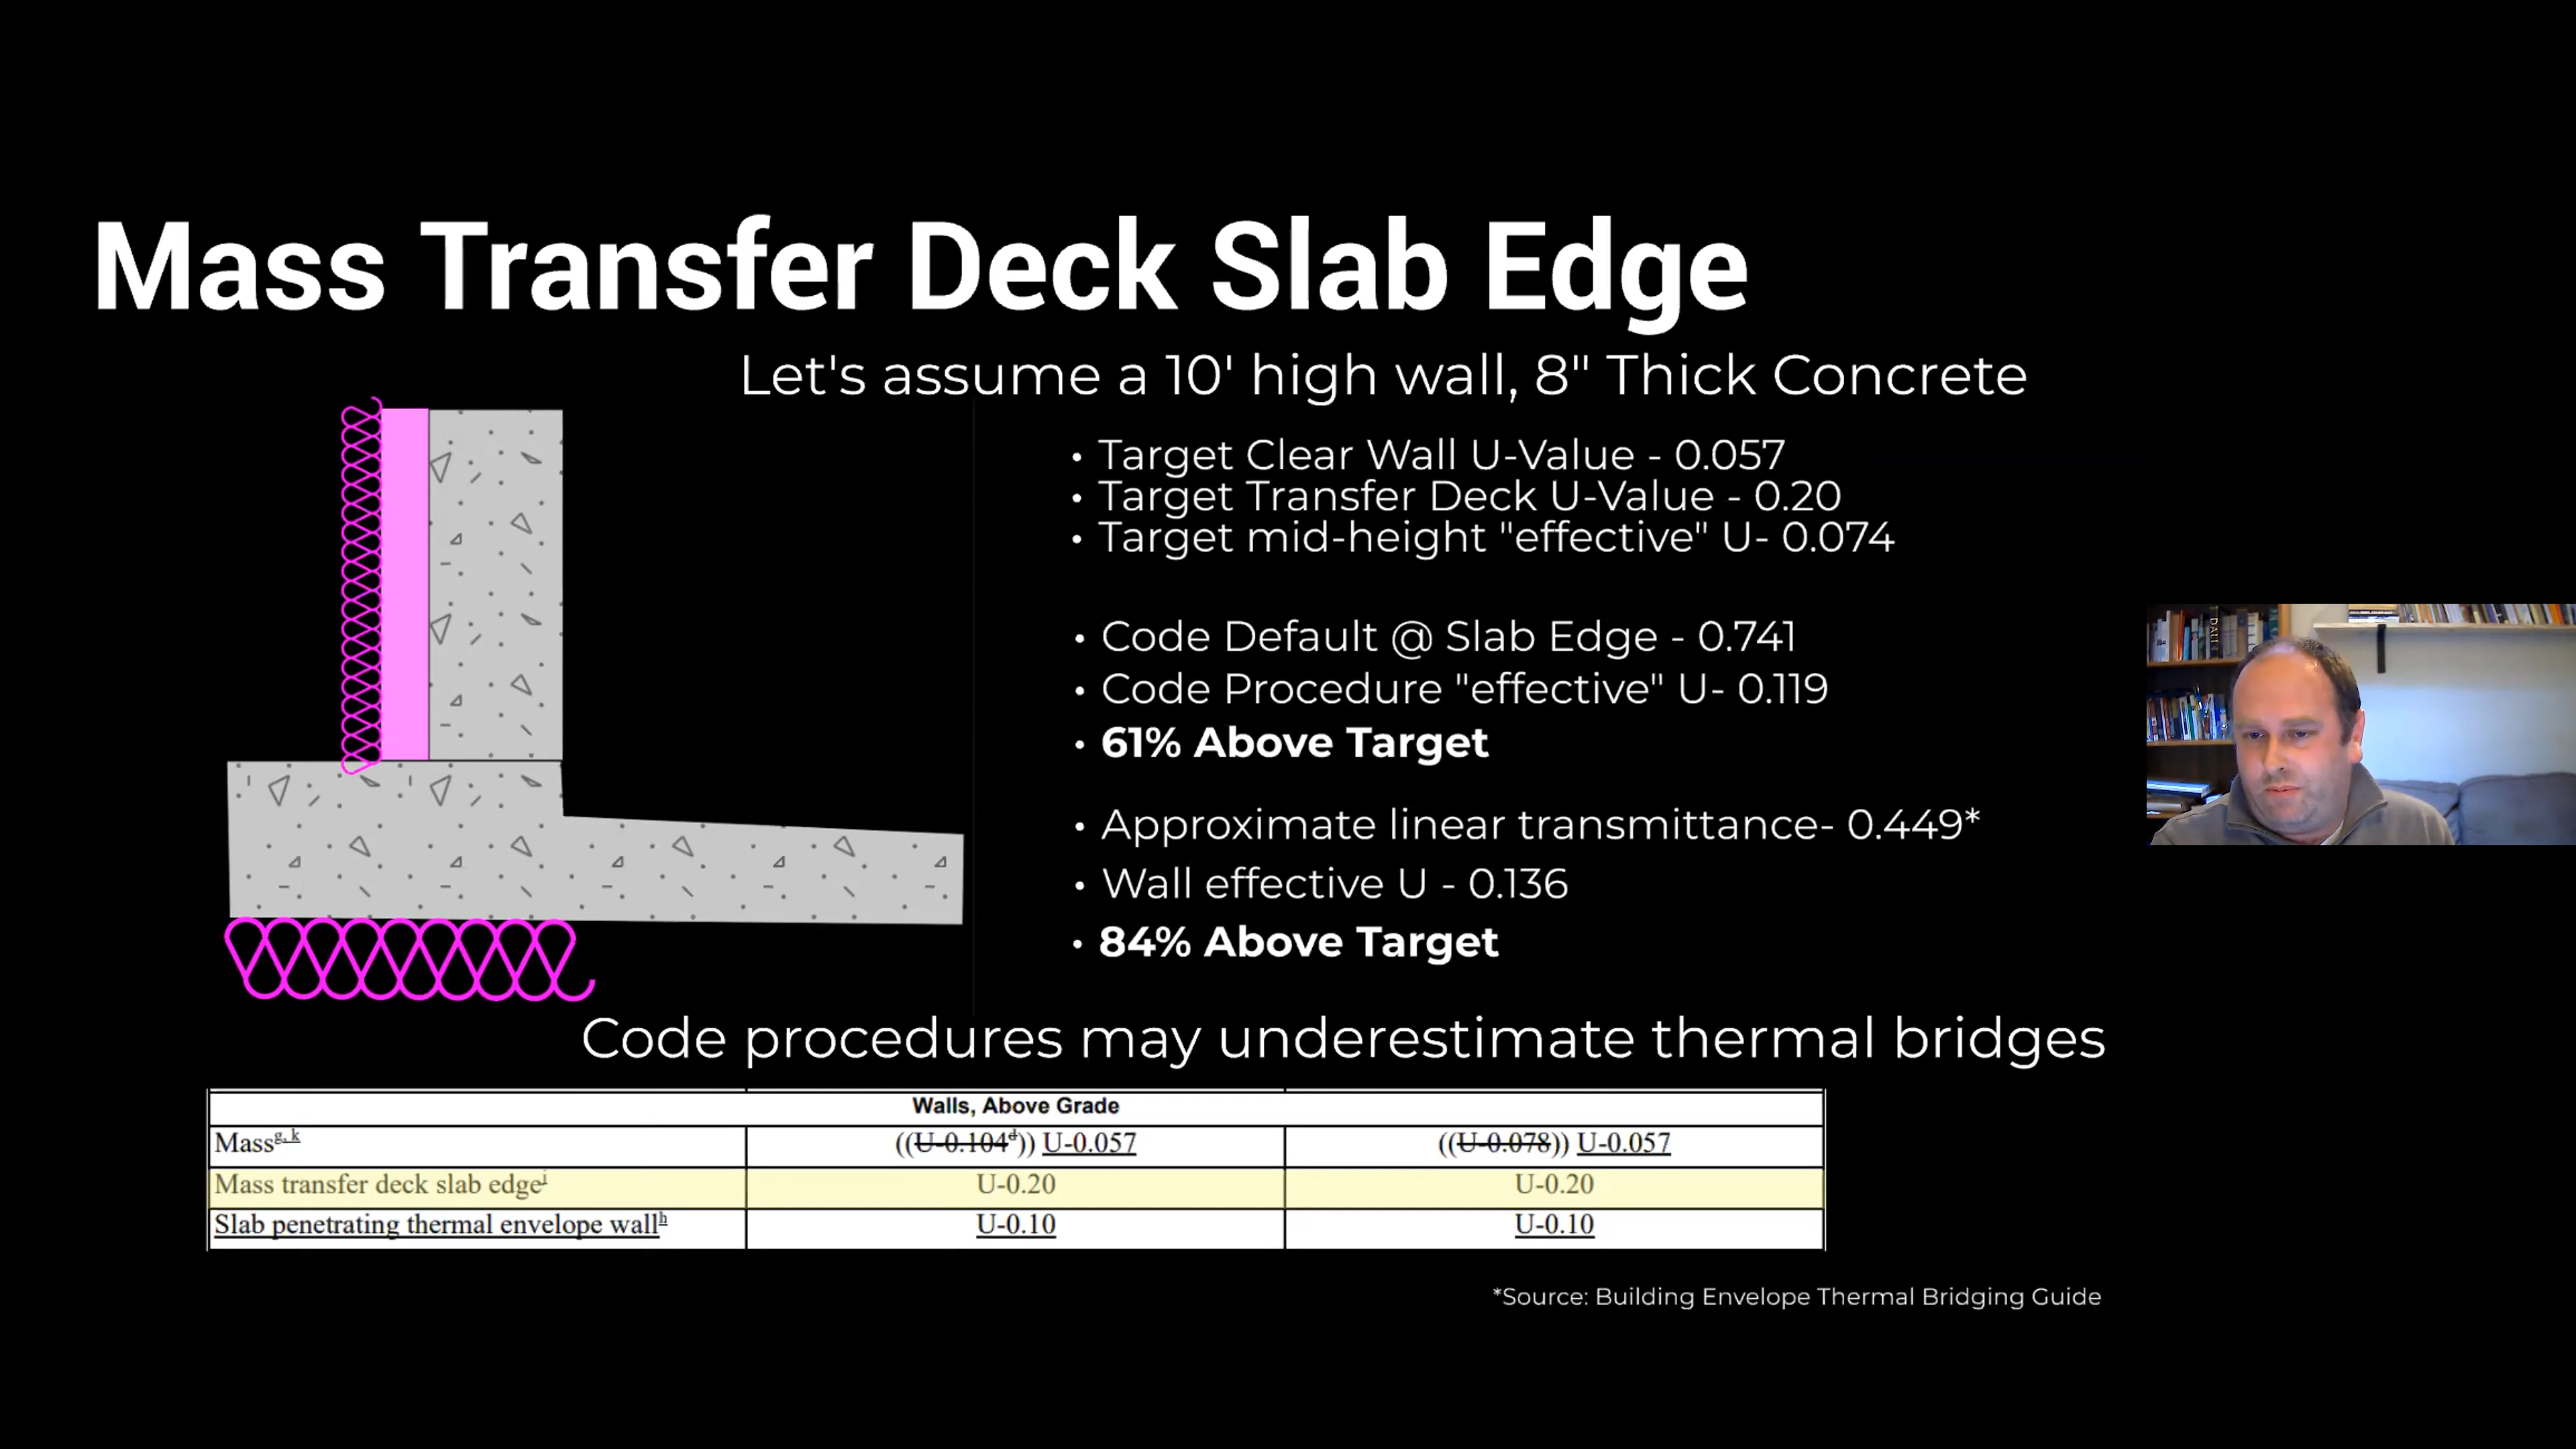 Mass Transfer Deck Slab Edge
Let's assume a 10' high wall, 8" Thick Concrete
• Target Clear Wall U-Value - 0.057
• Target Transfer Deck U-Value - 0.20
• Target mid-height "effective" U- 0.074
• Code Default @ Slab Edge - 0.741
• Code Procedure "effective" U- 0.119
• 61% Above Target
• Approximate linear transmittance- 0.449*
• Wall effective U - 0.136
• 84% Above Target
Code procedures may underestimate thermal bridges
Walls, Above Grade
Mass g, k ((U-0.104 d)) U-0.057 ((U-0.078)) U-0.057
Mass transfer deck slab edge U-0.20 U-0.20
Slab penetrating thermal envelope wall h U-0.10 U-0.10
*Source: Building Envelope Thermal Bridging Guide